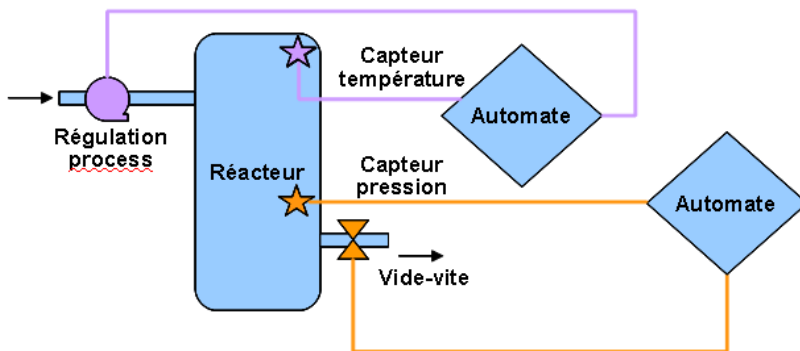 Capteur
température
Automate
Régulation
process
Réacteur
Capteur
pression
Automate
Vide-vite